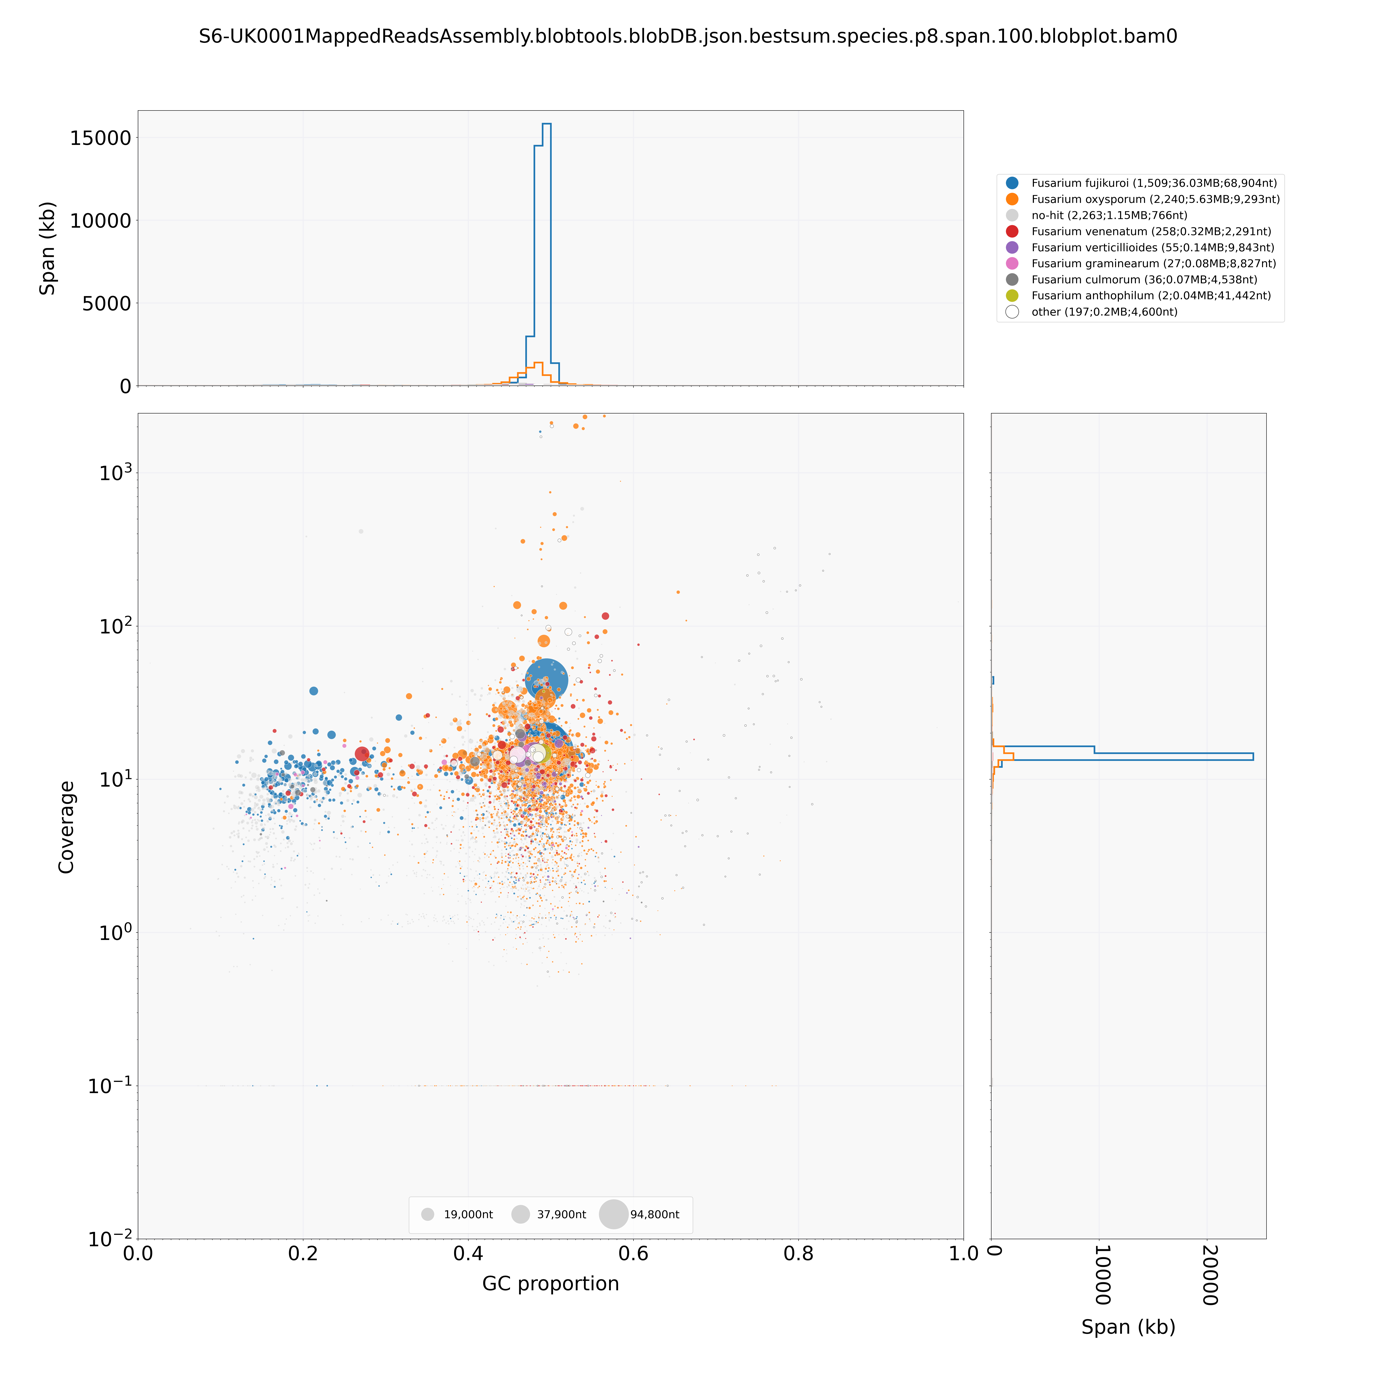 S6-UK0001MappedReadsAssembly.blobtools.blobDB.json.bestsum.species.p8.span.100.blobplot.bam0
15000
10000
5000
0
Span (kb)
Fusarium fujikuroi (1,509;36.03MB;68,904nt)
Fusarium oxysporum (2,240;5.63MB;9,293nt)
no-hit (2,263;1.15MB;766nt)
Fusarium venenatum (258;0.32MB;2,291nt)
Fusarium verticillioides (55;0.14MB;9,843nt)
Fusarium graminearum (27;0.08MB;8,827nt)
Fusarium culmorum (36;0.07MB;4,538nt)
Fusarium anthophilum (2;0.04MB;41,442nt)
other (197;0.2MB;4,600nt)
10³
10²
10¹
10⁰
10⁻¹
10⁻²
Coverage
19,000nt 37,900nt 94,800nt
0.0 0.2 0.4 0.6 0.8 1.0
GC proportion
0 10000 20000
Span (kb)